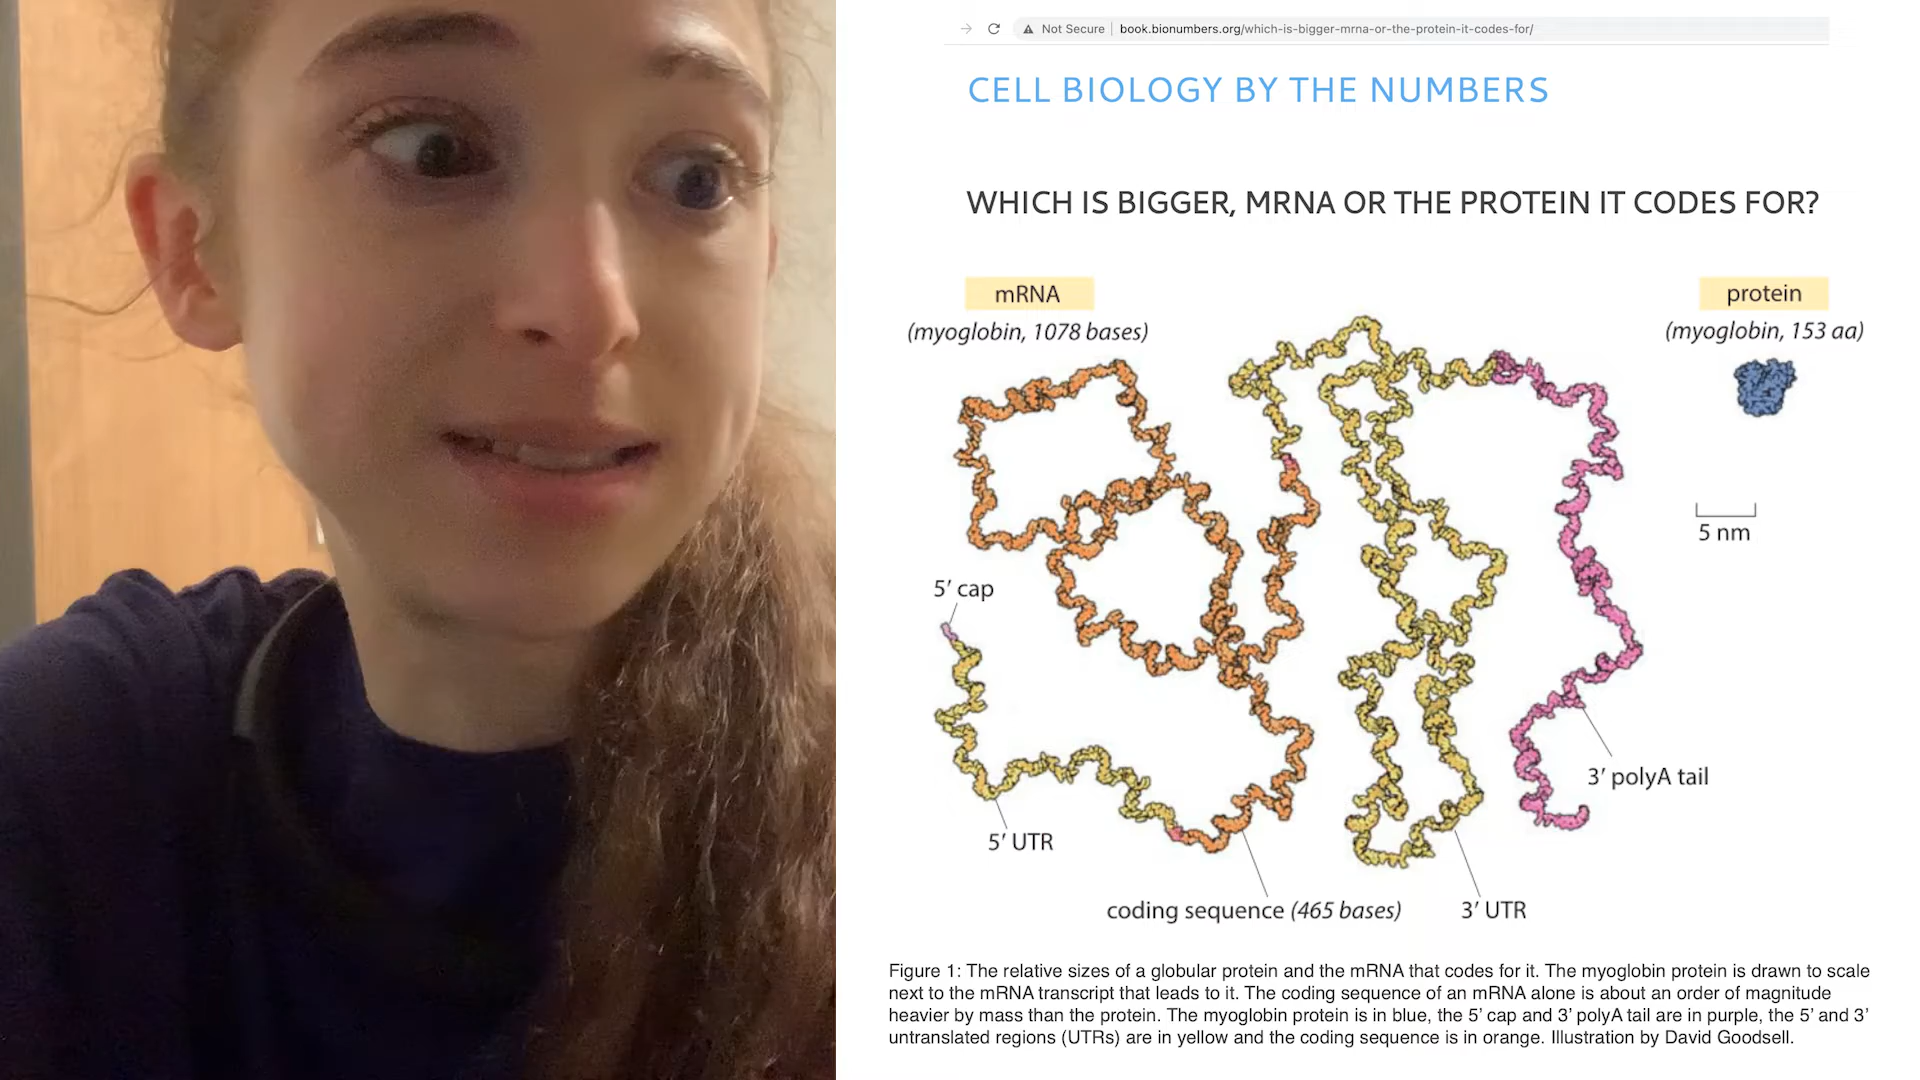 Not Secure | book.bionumbers.org/which-is-bigger-mrna-or-the-protein-it-codes-for/
CELL BIOLOGY BY THE NUMBERS
WHICH IS BIGGER, MRNA OR THE PROTEIN IT CODES FOR?
mRNA
(myoglobin, 1078 bases)
protein
(myoglobin, 153 aa)
5 nm
5′ cap
3′ polyA tail
5′ UTR
coding sequence (465 bases)
3′ UTR
Figure 1: The relative sizes of a globular protein and the mRNA that codes for it. The myoglobin protein is drawn to scale
next to the mRNA transcript that leads to it. The coding sequence of an mRNA alone is about an order of magnitude
heavier by mass than the protein. The myoglobin protein is in blue, the 5’ cap and 3’ polyA tail are in purple, the 5’ and 3’
untranslated regions (UTRs) are in yellow and the coding sequence is in orange. Illustration by David Goodsell.